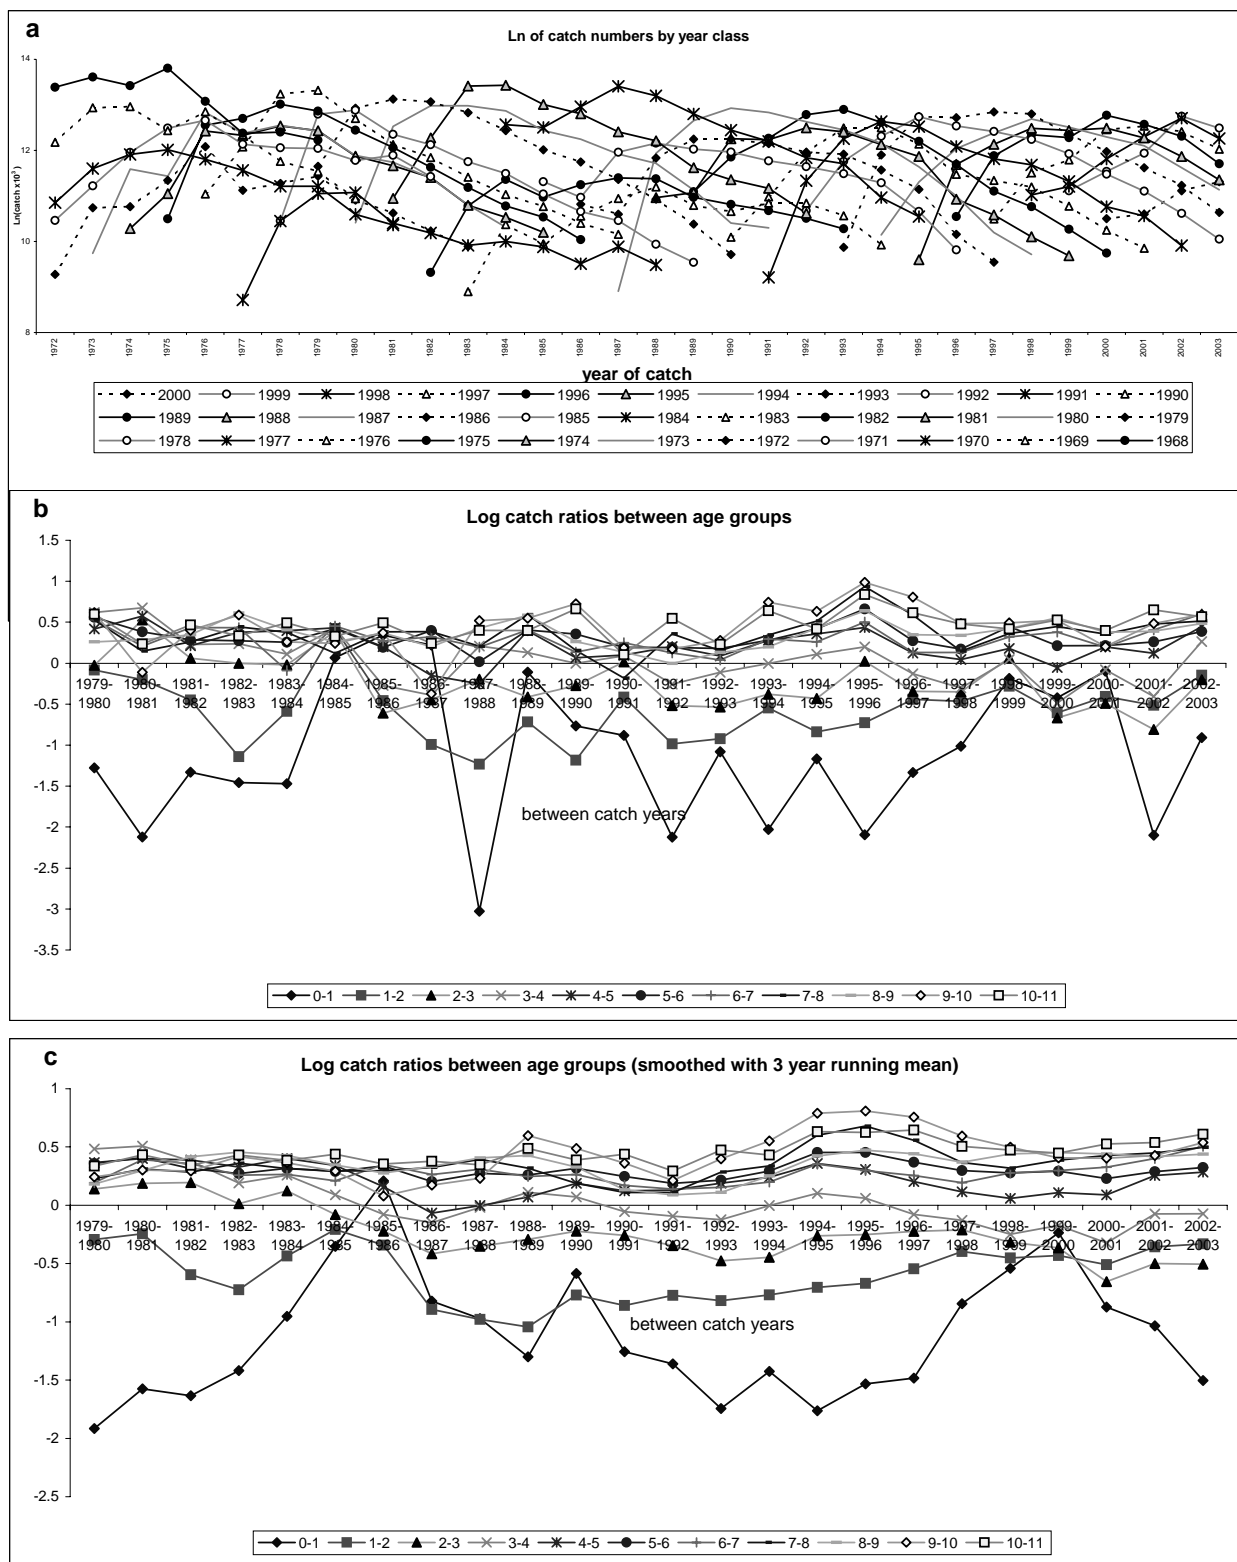 a
Ln of catch numbers by year class
14
12
10
8
Ln(catch x10³)
1972 1973 1974 1975 1976 1977 1978 1979 1980 1981 1982 1983 1984 1985 1986 1987 1988 1989 1990 1991 1992 1993 1994 1995 1996 1997 1998 1999 2000 2001 2002 2003
year of catch
2000 1999 1998 1997 1996 1995 1994 1993 1992 1991 1990
1989 1988 1987 1986 1985 1984 1983 1982 1981 1980 1979
1978 1977 1976 1975 1974 1973 1972 1971 1970 1969 1968
b
Log catch ratios between age groups
1.5
1
0.5
0
-0.5
-1
-1.5
-2
-2.5
-3
-3.5
1979- 1980- 1981- 1982- 1983- 1984- 1985- 1986- 1987- 1988- 1989- 1990- 1991- 1992- 1993- 1994- 1995- 1996- 1997- 1998- 1999- 2000- 2001- 2002-
1980 1981 1982 1983 1984 1985 1986 1987 1988 1989 1990 1991 1992 1993 1994 1995 1996 1997 1998 1999 2000 2001 2002 2003
between catch years
0-1 1-2 2-3 3-4 4-5 5-6 6-7 7-8 8-9 9-10 10-11
c
Log catch ratios between age groups (smoothed with 3 year running mean)
1
0.5
0
-0.5
-1
-1.5
-2
-2.5
1979- 1980- 1981- 1982- 1983- 1984- 1985- 1986- 1987- 1988- 1989- 1990- 1991- 1992- 1993- 1994- 1995- 1996- 1997- 1998- 1999- 2000- 2001- 2002-
1980 1981 1982 1983 1984 1985 1986 1987 1988 1989 1990 1991 1992 1993 1994 1995 1996 1997 1998 1999 2000 2001 2002 2003
between catch years
0-1 1-2 2-3 3-4 4-5 5-6 6-7 7-8 8-9 9-10 10-11